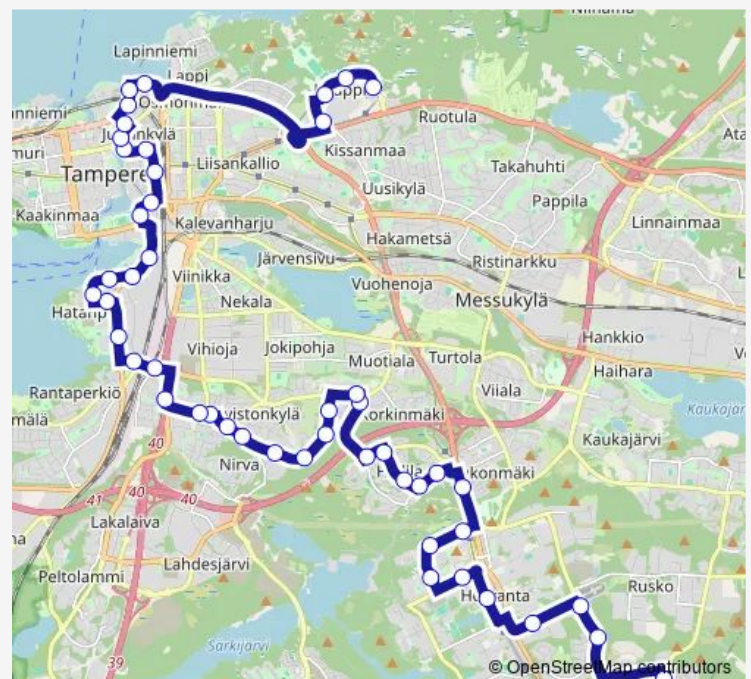 Lapinniemi
Lappi
Ruotula
Kissanmaa
Liisankallio
Takahuhti
Uusikylä
Pappila
Kaakinmaa
Linnainmaa
Kalevanharju
Hakametsä
Järvensivu
Ristinarkku
Viinikka
Vuohenoja
Messukylä
Nekala
Hankkio
Vihioja
Jokipohja
Muotiala
Turtola
Haihara
Rantaperkiö
Viiala
Kaukajärvi
40
Nirva
41
40
40
Lakalaiva
Lahdesjärvi
Peltolammi
Rusko
Särkijärvi
39
© OpenStreetMap contributors